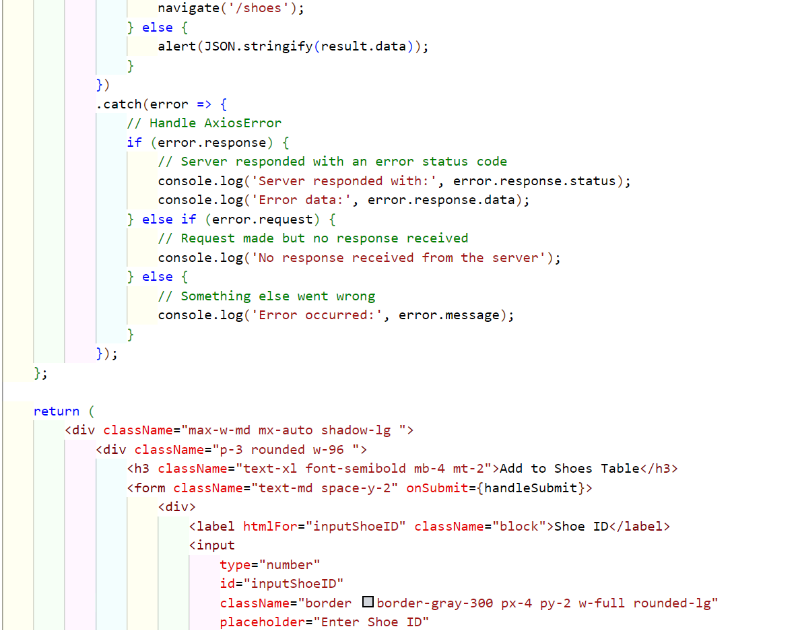 navigate('/shoes');
} else {
alert(JSON.stringify(result.data));
}
})
.catch(error => {
// Handle AxiosError
if (error.response) {
// Server responded with an error status code
console.log('Server responded with:', error.response.status);
console.log('Error data:', error.response.data);
} else if (error.request) {
// Request made but no response received
console.log('No response received from the server');
} else {
// Something else went wrong
console.log('Error occurred:', error.message);
}
});
};
return (
<div className="max-w-md mx-auto shadow-lg ">
<div className="p-3 rounded w-96 ">
<h3 className="text-xl font-semibold mb-4 mt-2">Add to Shoes Table</h3>
<form className="text-md space-y-2" onSubmit={handleSubmit}>
<div>
<label htmlFor="inputShoeID" className="block">Shoe ID</label>
<input
type="number"
id="inputShoeID"
className="border border-gray-300 px-4 py-2 w-full rounded-lg"
placeholder="Enter Shoe ID"